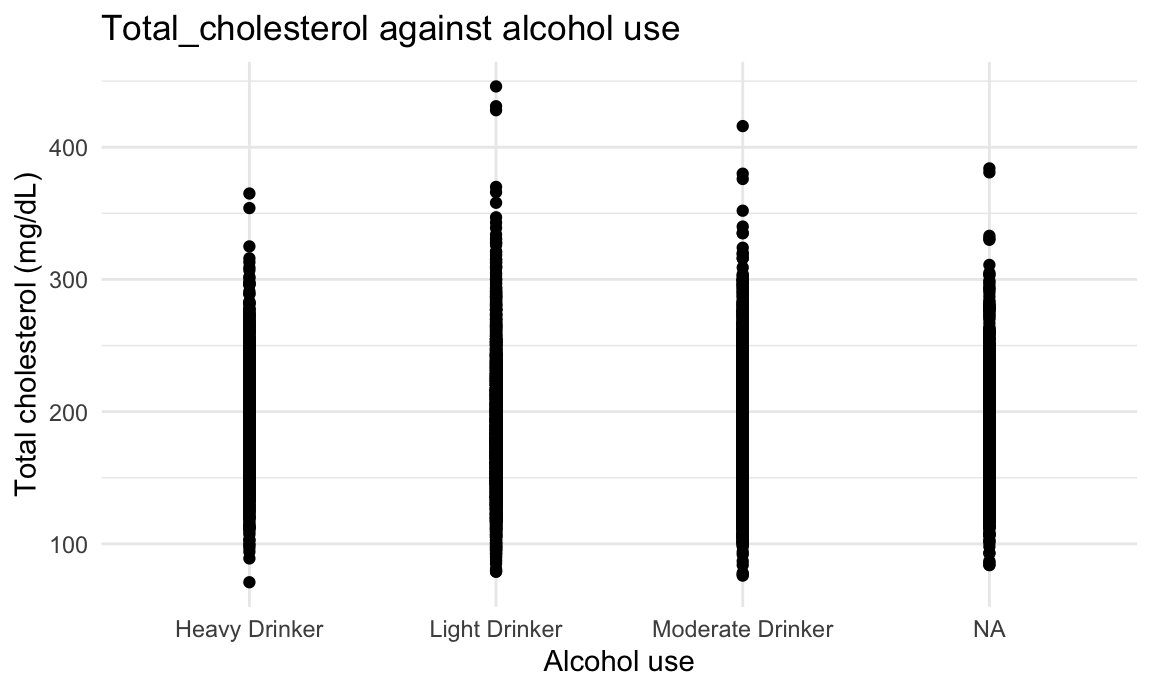 Total_cholesterol against alcohol use
Total cholesterol (mg/dL)
400
300
200
100
Heavy Drinker
Light Drinker
Moderate Drinker
NA
Alcohol use